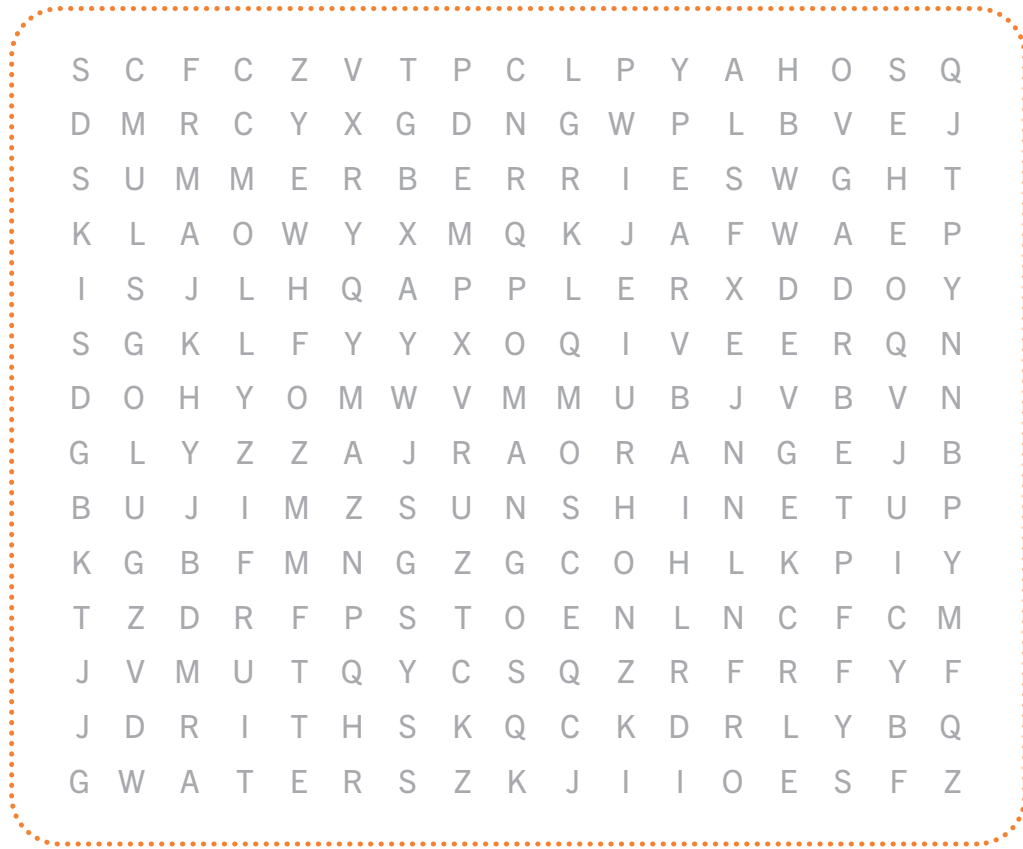 S C F C Z V T P C L P Y A H O S Q
D M R C Y X G D N G W P L B V E J
S U M M E R B E R R I E S W G H T
K L A O W Y X M Q K J A F W A E P
I S J L H Q A P P L E R X D D O Y
S G K L F Y Y X O Q I V E E R Q N
D O H Y O M W V M M U B J V B V N
G L Y Z Z A J R A O R A N G E J B
B U J I M Z S U N S H I N E T U P
K G B F M N G Z G C O H L K P I Y
T Z D R F P S T O E N L N C F C M
J V M U T Q Y C S Q Z R F R F Y F
J D R I T H S K Q C K D R L Y B Q
G W A T E R S Z K J I I O E S F Z